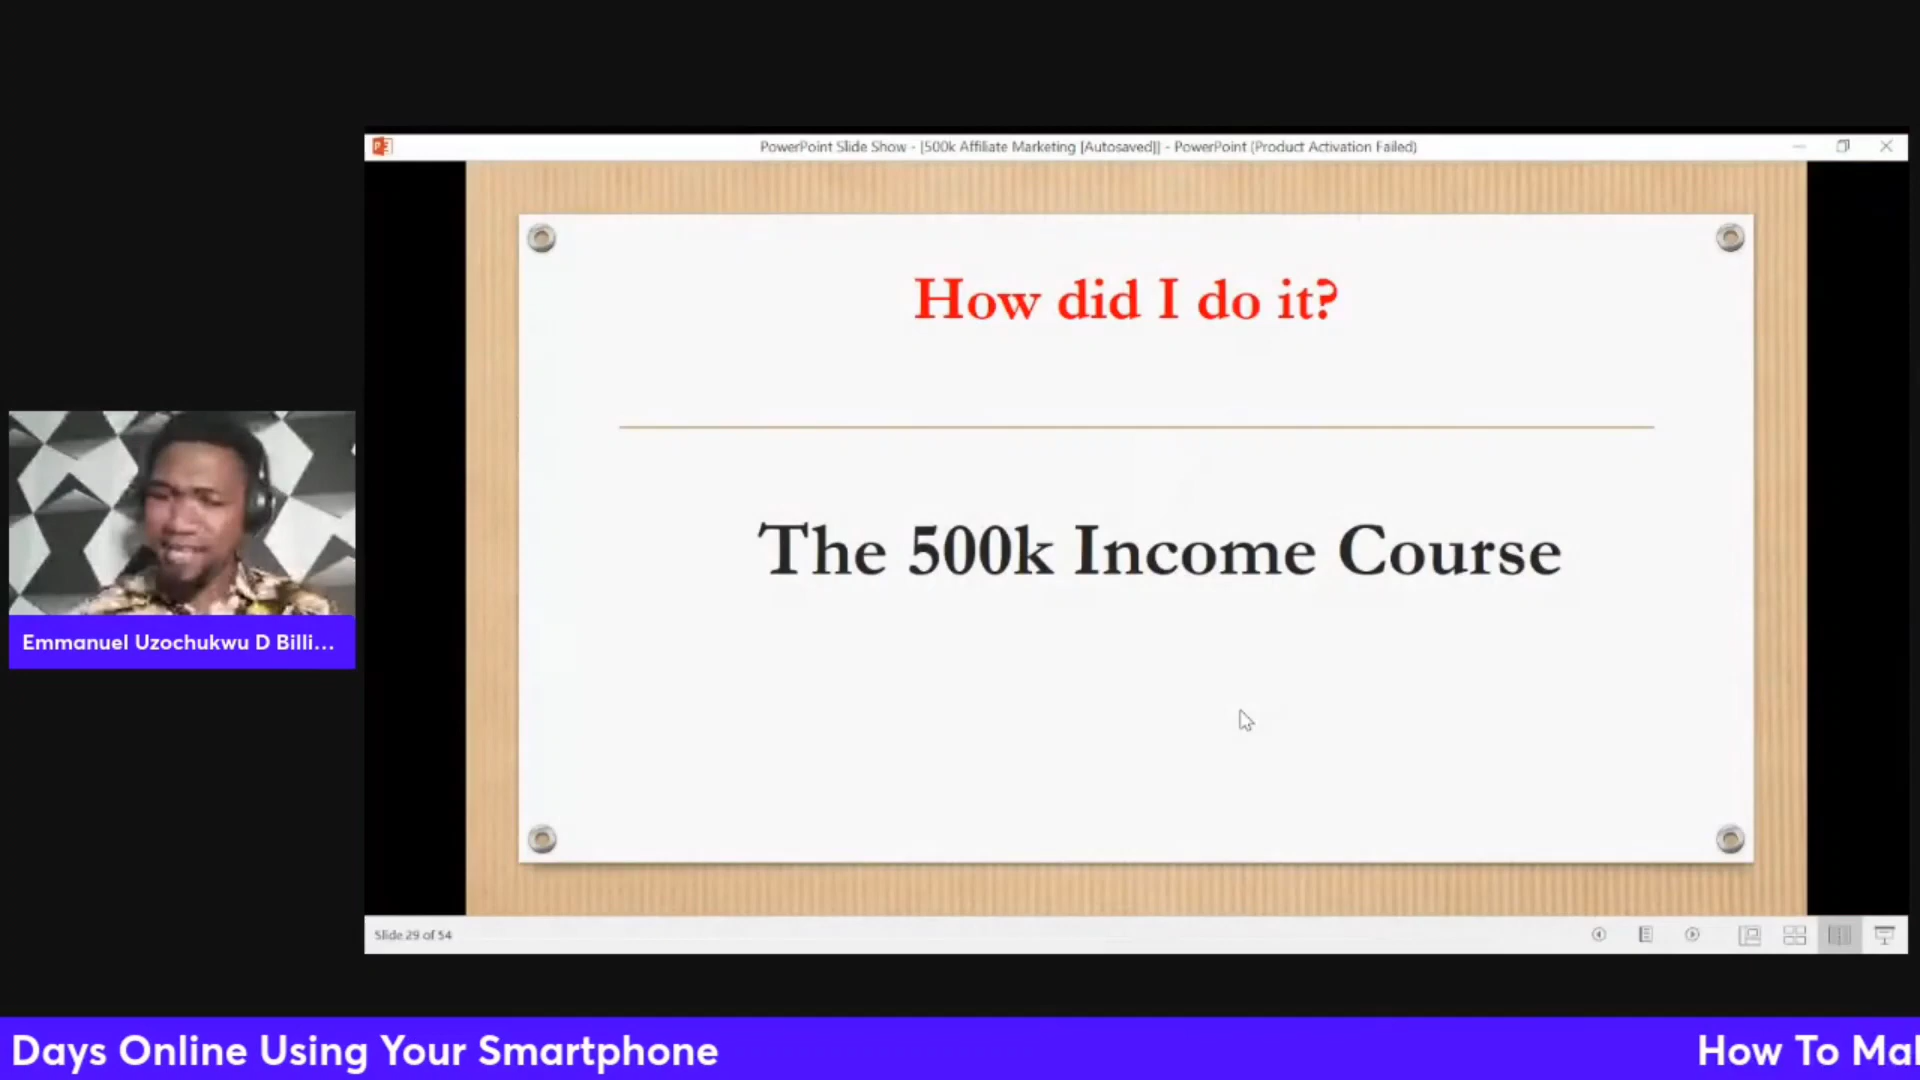 PowerPoint Slide Show - [500k Affiliate Marketing [Autosaved]] - PowerPoint (Product Activation Failed)
How did I do it?
The 500k Income Course
Emmanuel Uzochukwu D Billi...
Slide 29 of 54
Days Online Using Your Smartphone
How To Mal